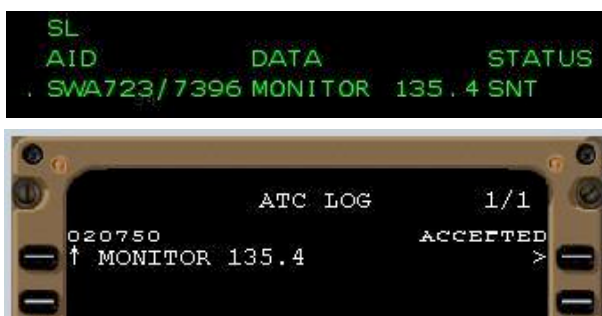 SL
AID DATA STATUS
. SWA723/7396 MONITOR 135.4 SNT
ATC LOG 1/1
020750 ACCEPTED
↑ MONITOR 135.4 >